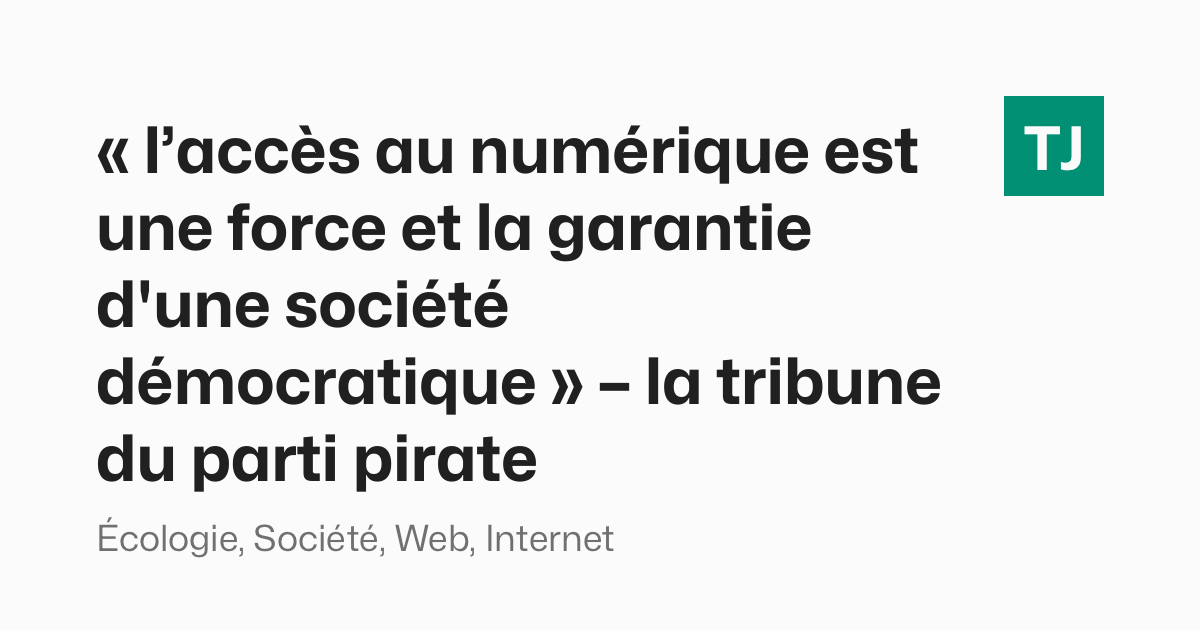 « l’accès au numérique est
une force et la garantie
d'une société
démocratique » – la tribune
du parti pirate
TJ
Écologie, Société, Web, Internet